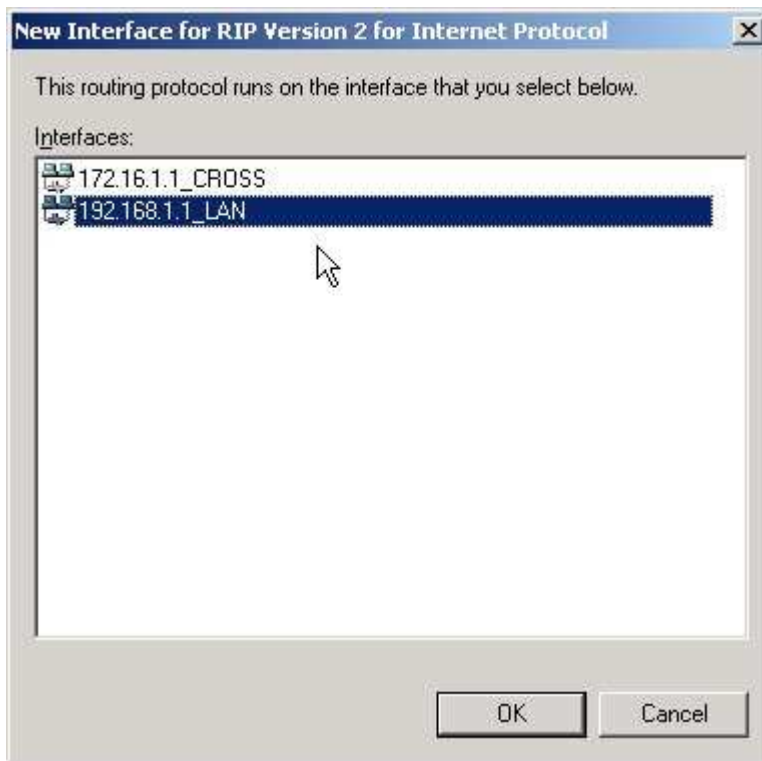 New Interface for RIP Version 2 for Internet Protocol
This routing protocol runs on the interface that you select below.
Interfaces:
172.16.1.1_CROSS
192.168.1.1_LAN
OK Cancel